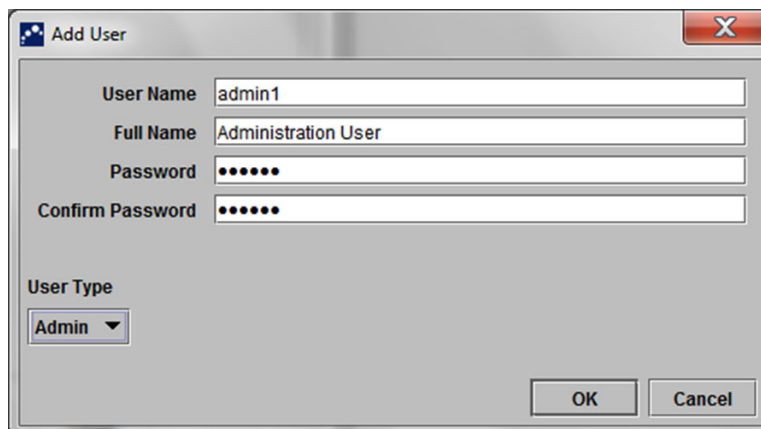 Add User
User Name admin1
Full Name Administration User
Password ••••••
Confirm Password ••••••
User Type
Admin
OK Cancel